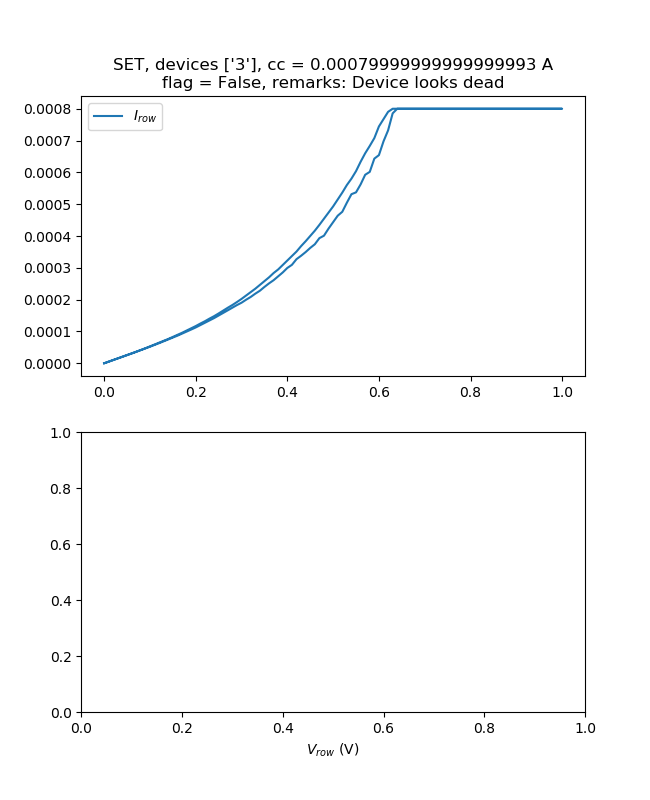 SET, devices ['3'], cc = 0.00079999999999999993 A
flag = False, remarks: Device looks dead
I_row
0.0008
0.0007
0.0006
0.0005
0.0004
0.0003
0.0002
0.0001
0.0000
0.0 0.2 0.4 0.6 0.8 1.0
1.0
0.8
0.6
0.4
0.2
0.0
0.0 0.2 0.4 0.6 0.8 1.0
V_row (V)